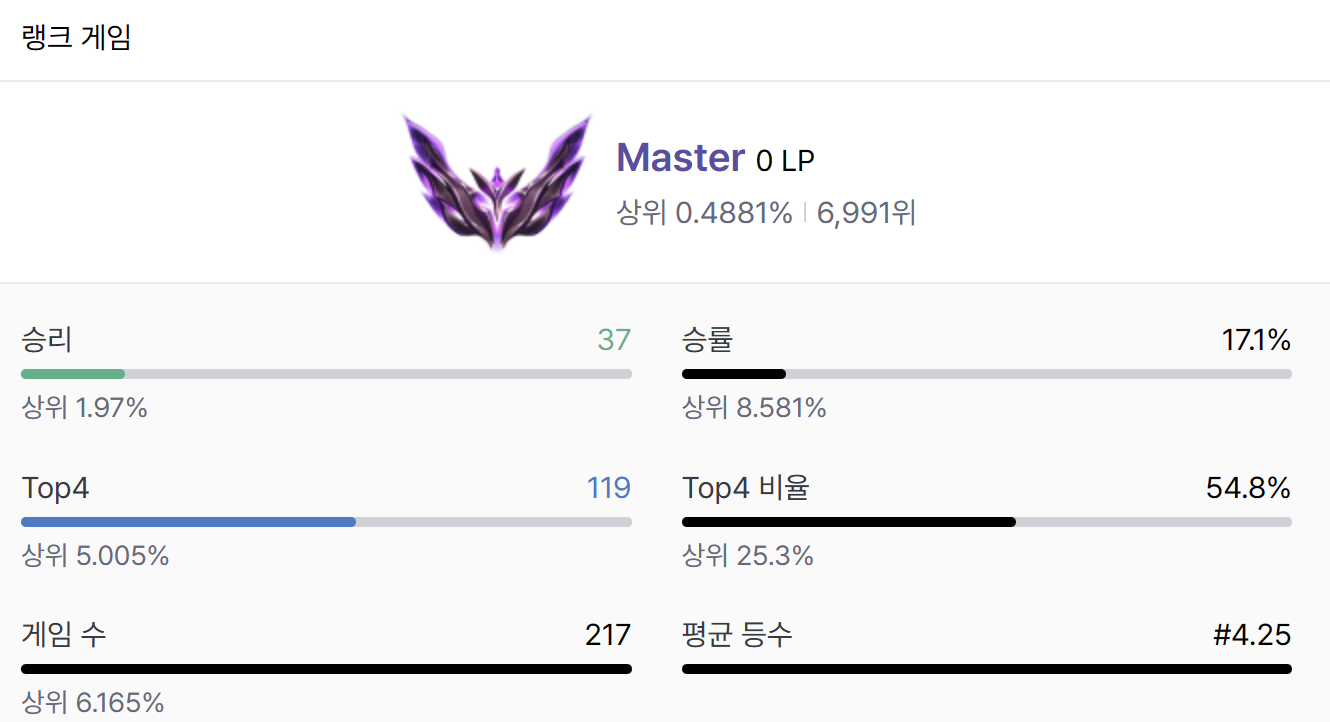 랭크 게임
Master 0 LP
상위 0.4881% | 6,991위
승리 37
상위 1.97%
승률 17.1%
상위 8.581%
Top4 119
상위 5.005%
Top4 비율 54.8%
상위 25.3%
게임 수 217
상위 6.165%
평균 등수 #4.25